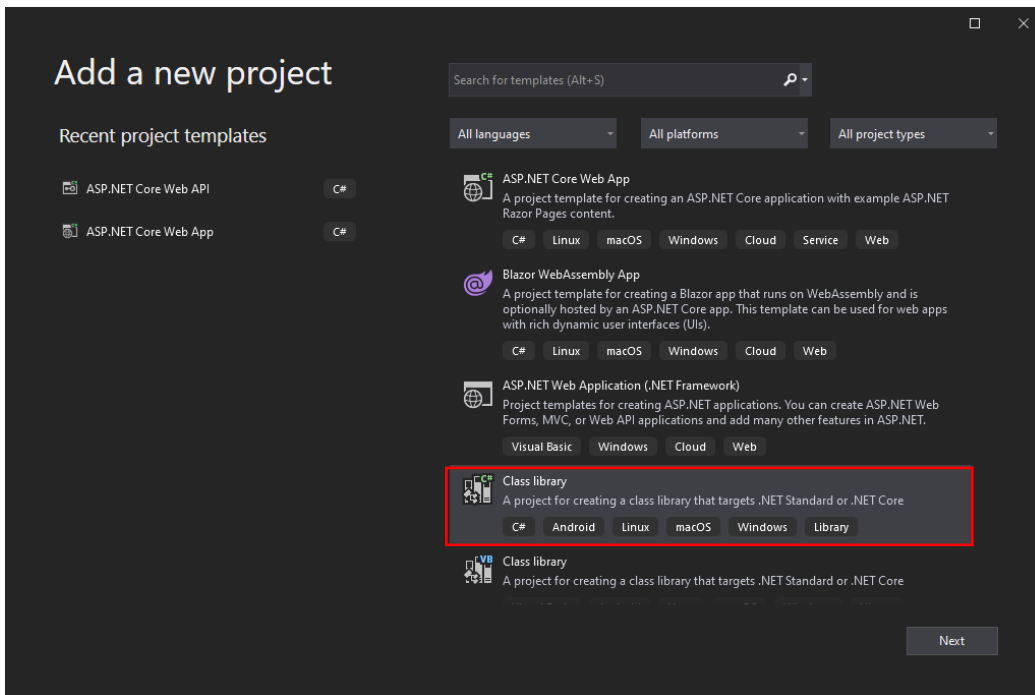 Add a new project
Search for templates (Alt+S)
Recent project templates
All languages
All platforms
All project types
ASP.NET Core Web API
C#
ASP.NET Core Web App
C#
C#
ASP.NET Core Web App
A project template for creating an ASP.NET Core application with example ASP.NET
Razor Pages content.
C# Linux macOS Windows Cloud Service Web
Blazor WebAssembly App
A project template for creating a Blazor app that runs on WebAssembly and is
optionally hosted by an ASP.NET Core app. This template can be used for web apps
with rich dynamic user interfaces (UIs).
C# Linux macOS Windows Cloud Web
ASP.NET Web Application (.NET Framework)
Project templates for creating ASP.NET applications. You can create ASP.NET Web
Forms, MVC, or Web API applications and add many other features in ASP.NET.
Visual Basic Windows Cloud Web
C#
Class library
A project for creating a class library that targets .NET Standard or .NET Core
C# Android Linux macOS Windows Library
VB
Class library
A project for creating a class library that targets .NET Standard or .NET Core
Next